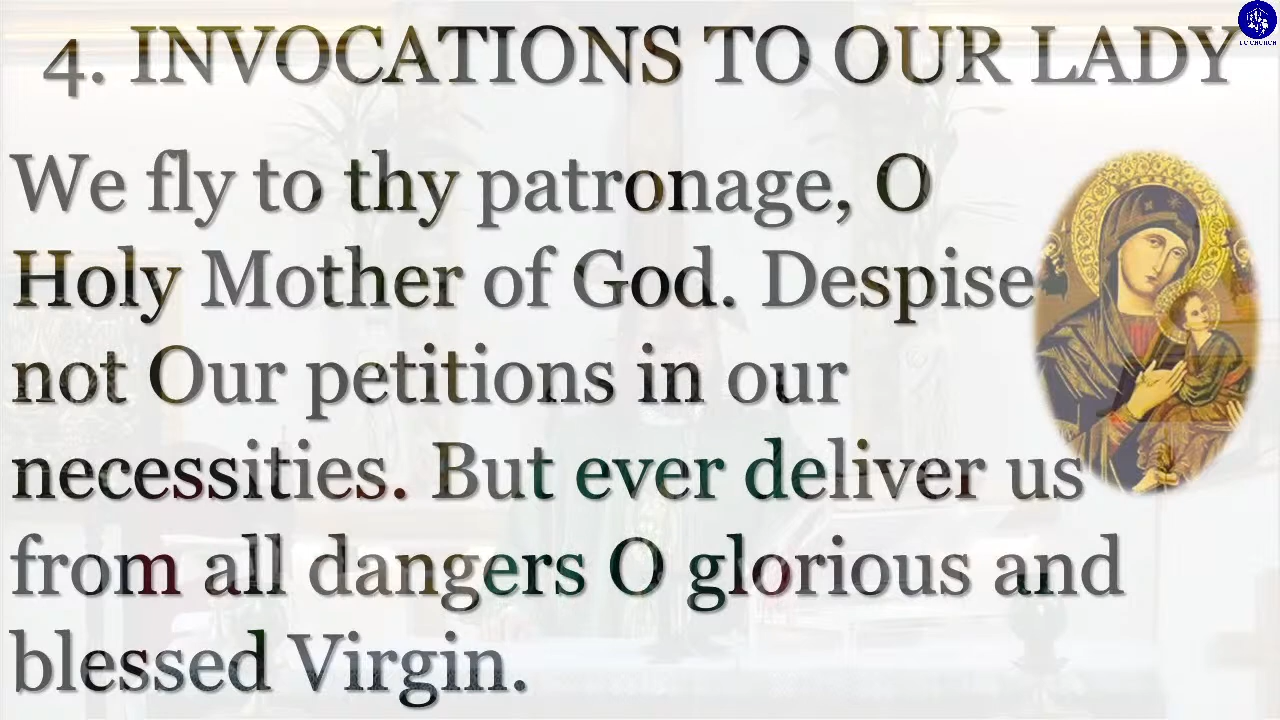 4. INVOCATIONS TO OUR LADY
We fly to thy patronage, O
Holy Mother of God. Despise
not Our petitions in our
necessities. But ever deliver us
from all dangers O glorious and
blessed Virgin.